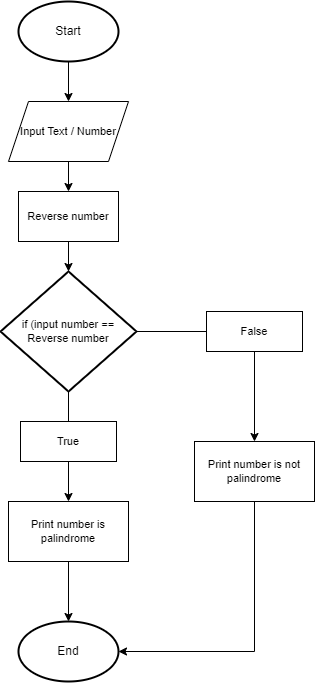 Start
Input Text / Number
Reverse number
if (input number ==
Reverse number
False
True
Print number is not
palindrome
Print number is
palindrome
End